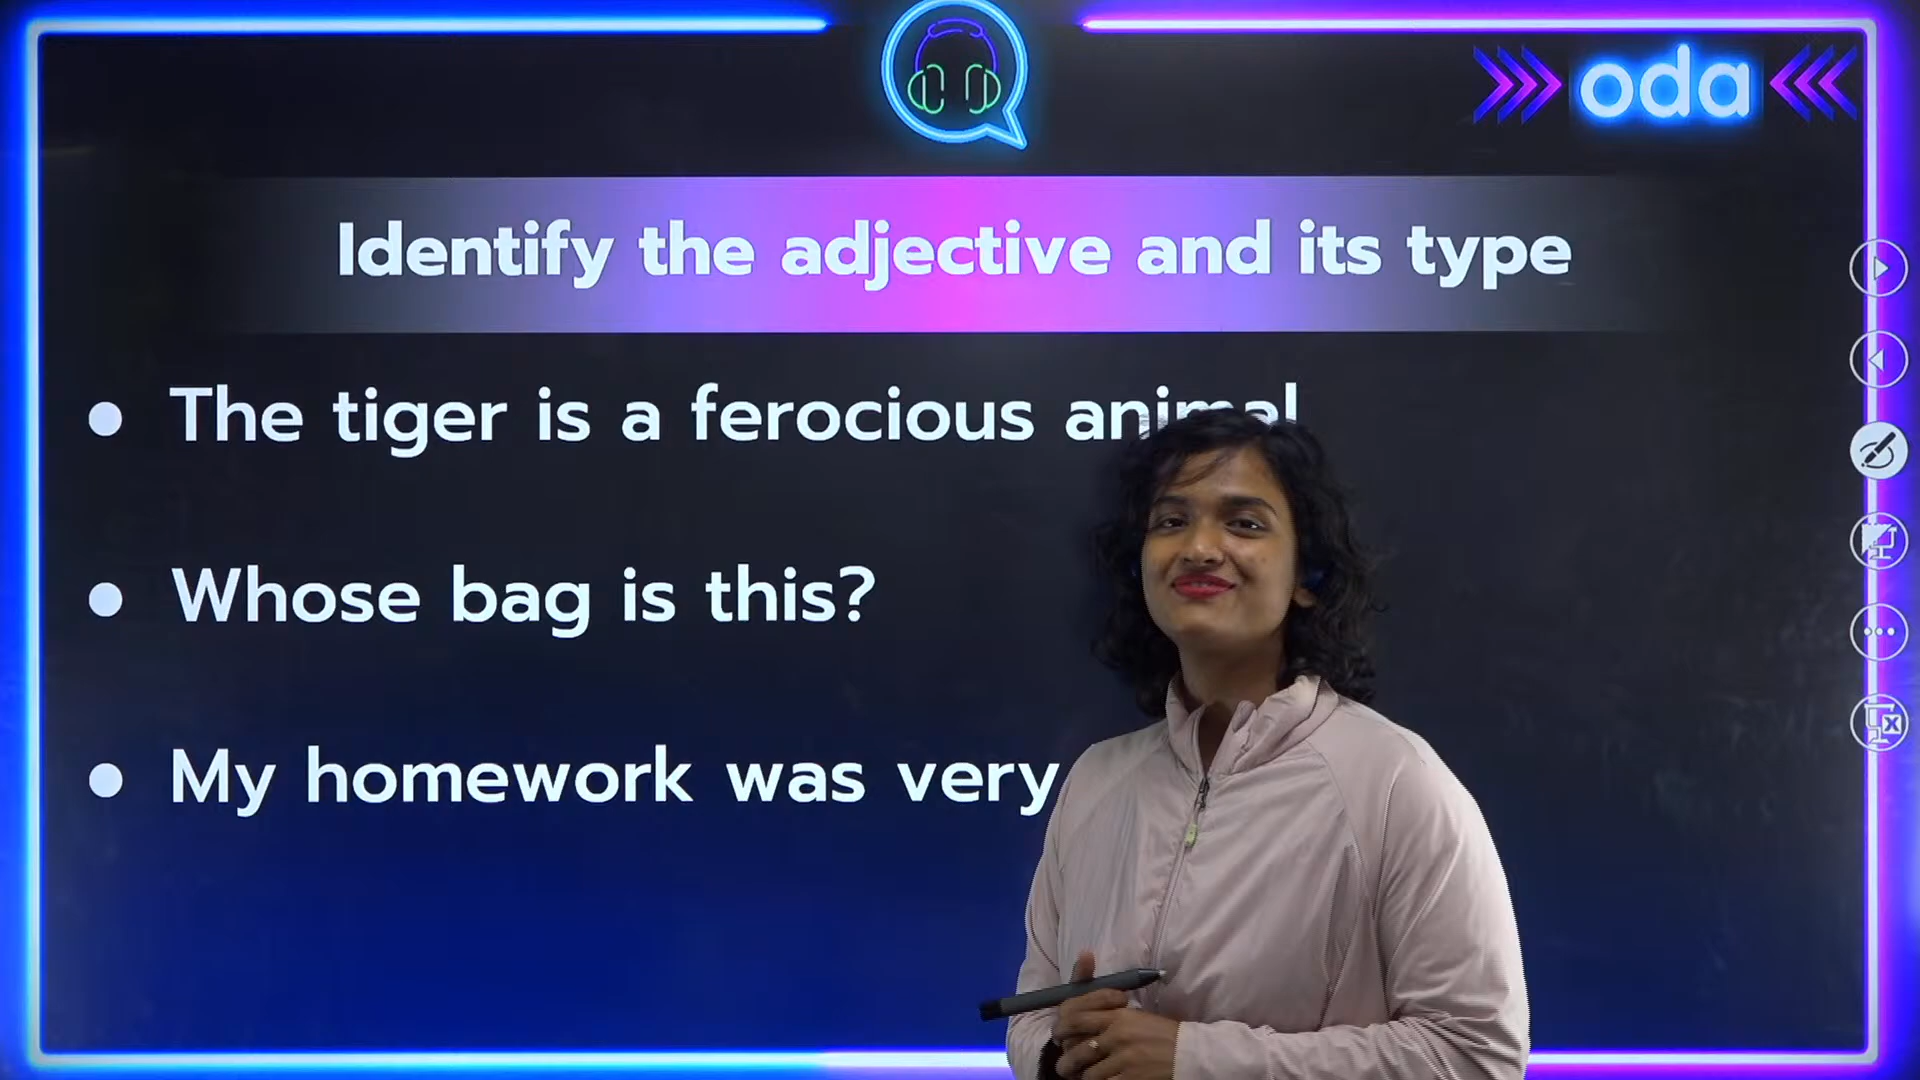 oda
Identify the adjective and its type
The tiger is a ferocious animal
Whose bag is this?
My homework was very